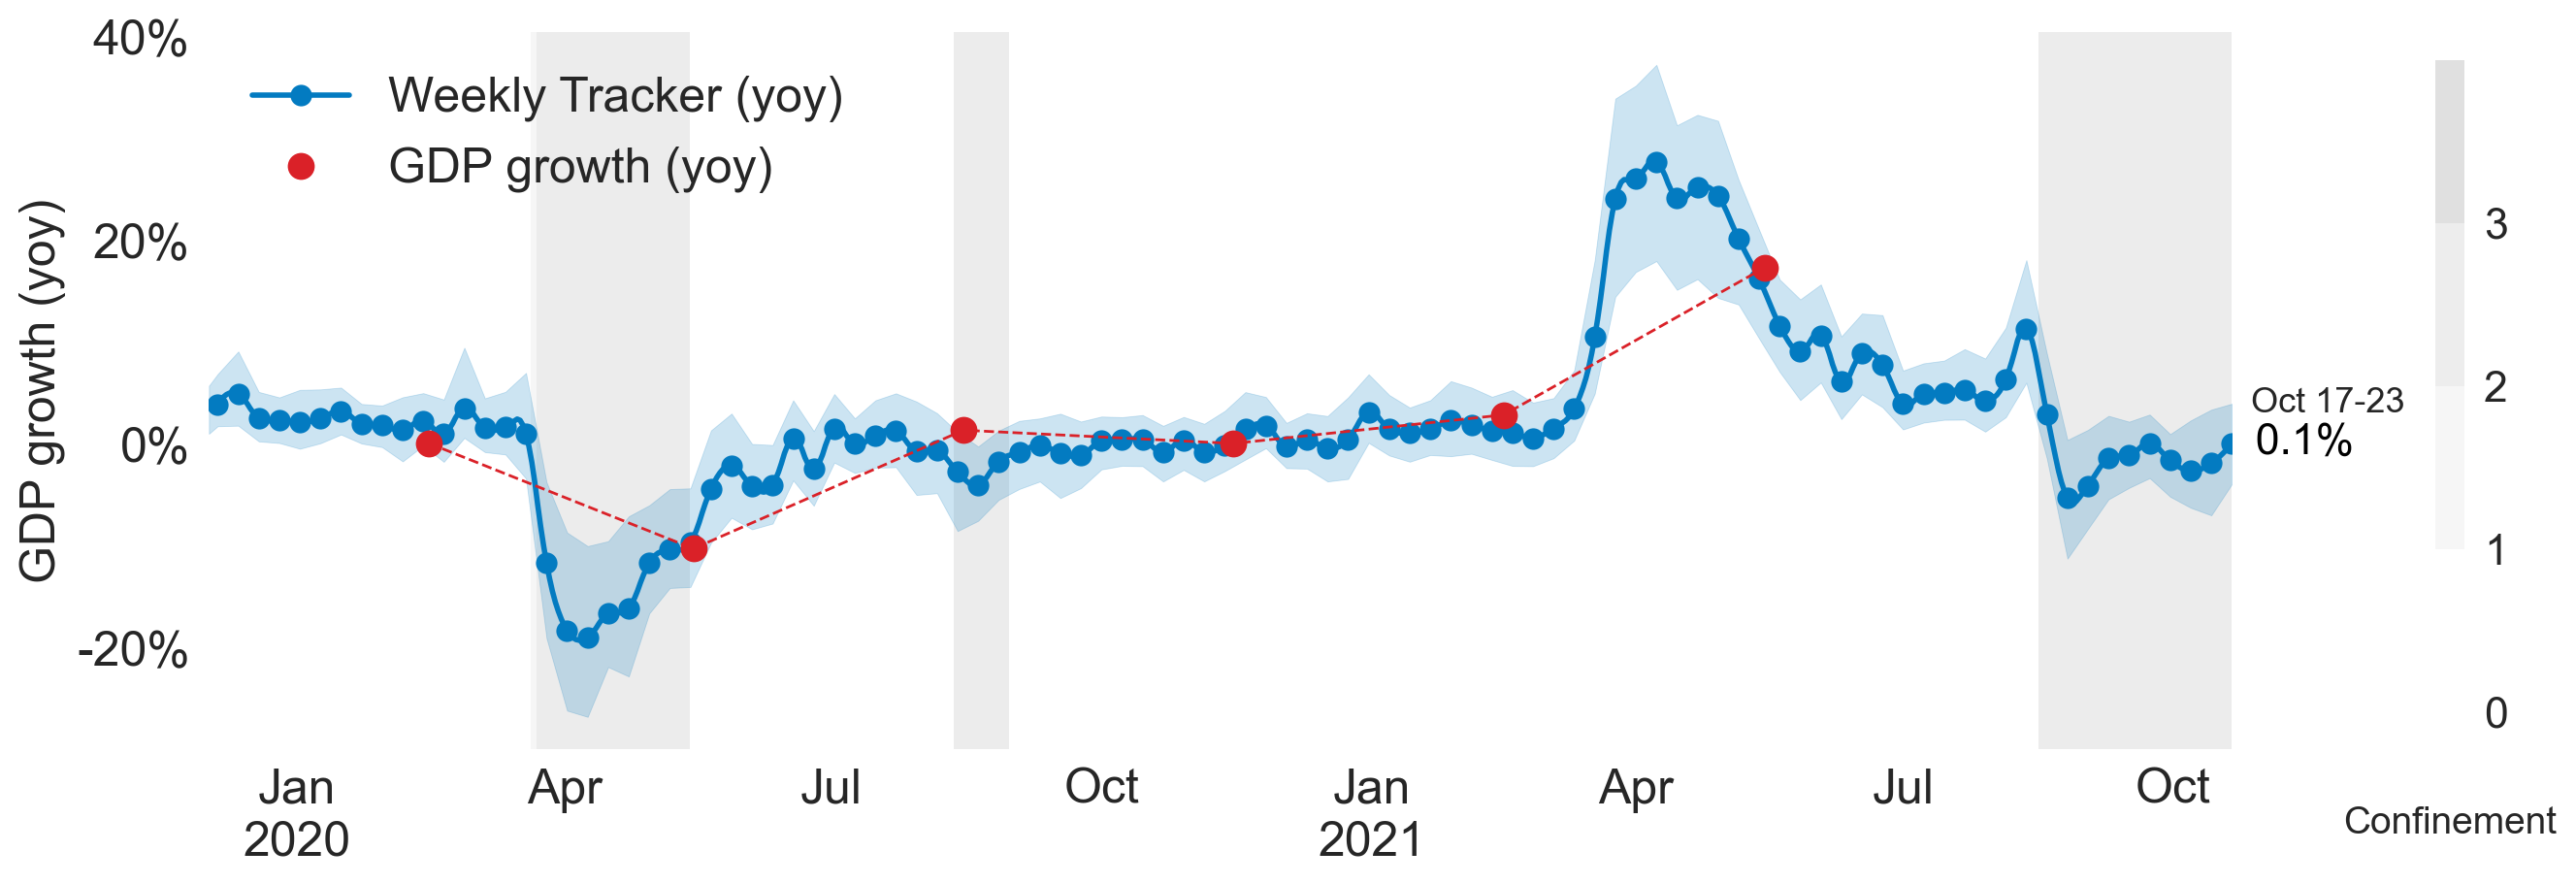 40%
20%
0%
-20%
GDP growth (yoy)
Weekly Tracker (yoy)
GDP growth (yoy)
Oct 17-23
0.1%
Jan Apr Jul Oct Jan Apr Jul Oct
2020 2021
3
2
1
0
Confinement